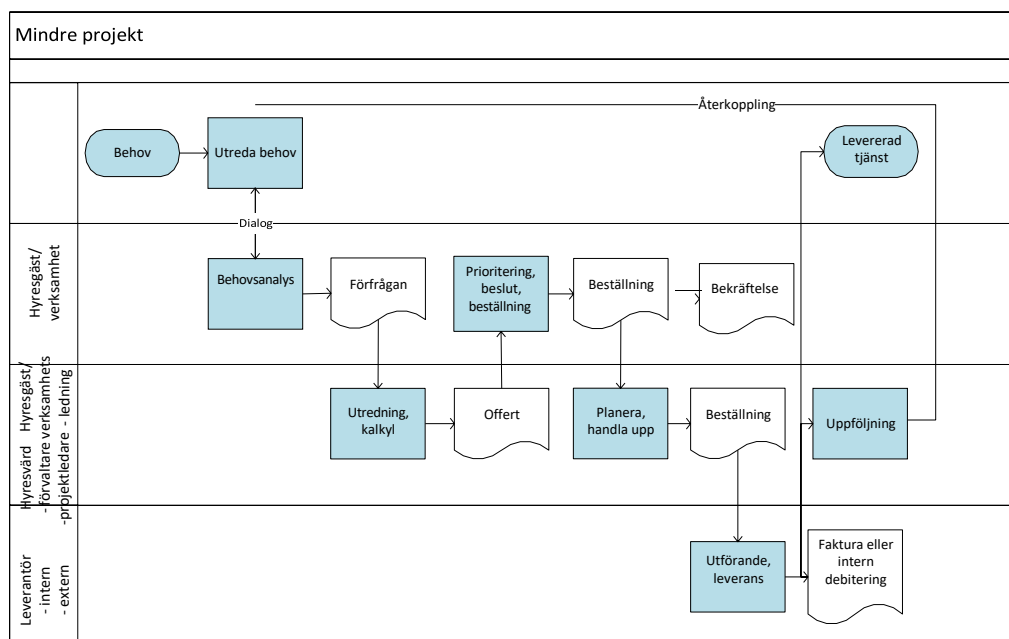 Mindre projekt
Återkoppling
Behov
Utreda behov
Levererad
tjänst
Dialog
Hyresgäst/
verksamhet
Behovsanalys
Förfrågan
Prioritering,
beslut,
beställning
Beställning
Bekräftelse
Hyresvärd Hyresgäst/
- förvaltare verksamhets
-projektledare - ledning
Utredning,
kalkyl
Offert
Planera,
handla upp
Beställning
Uppföljning
Leverantör
- intern
- extern
Utförande,
leverans
Faktura eller
intern
debitering